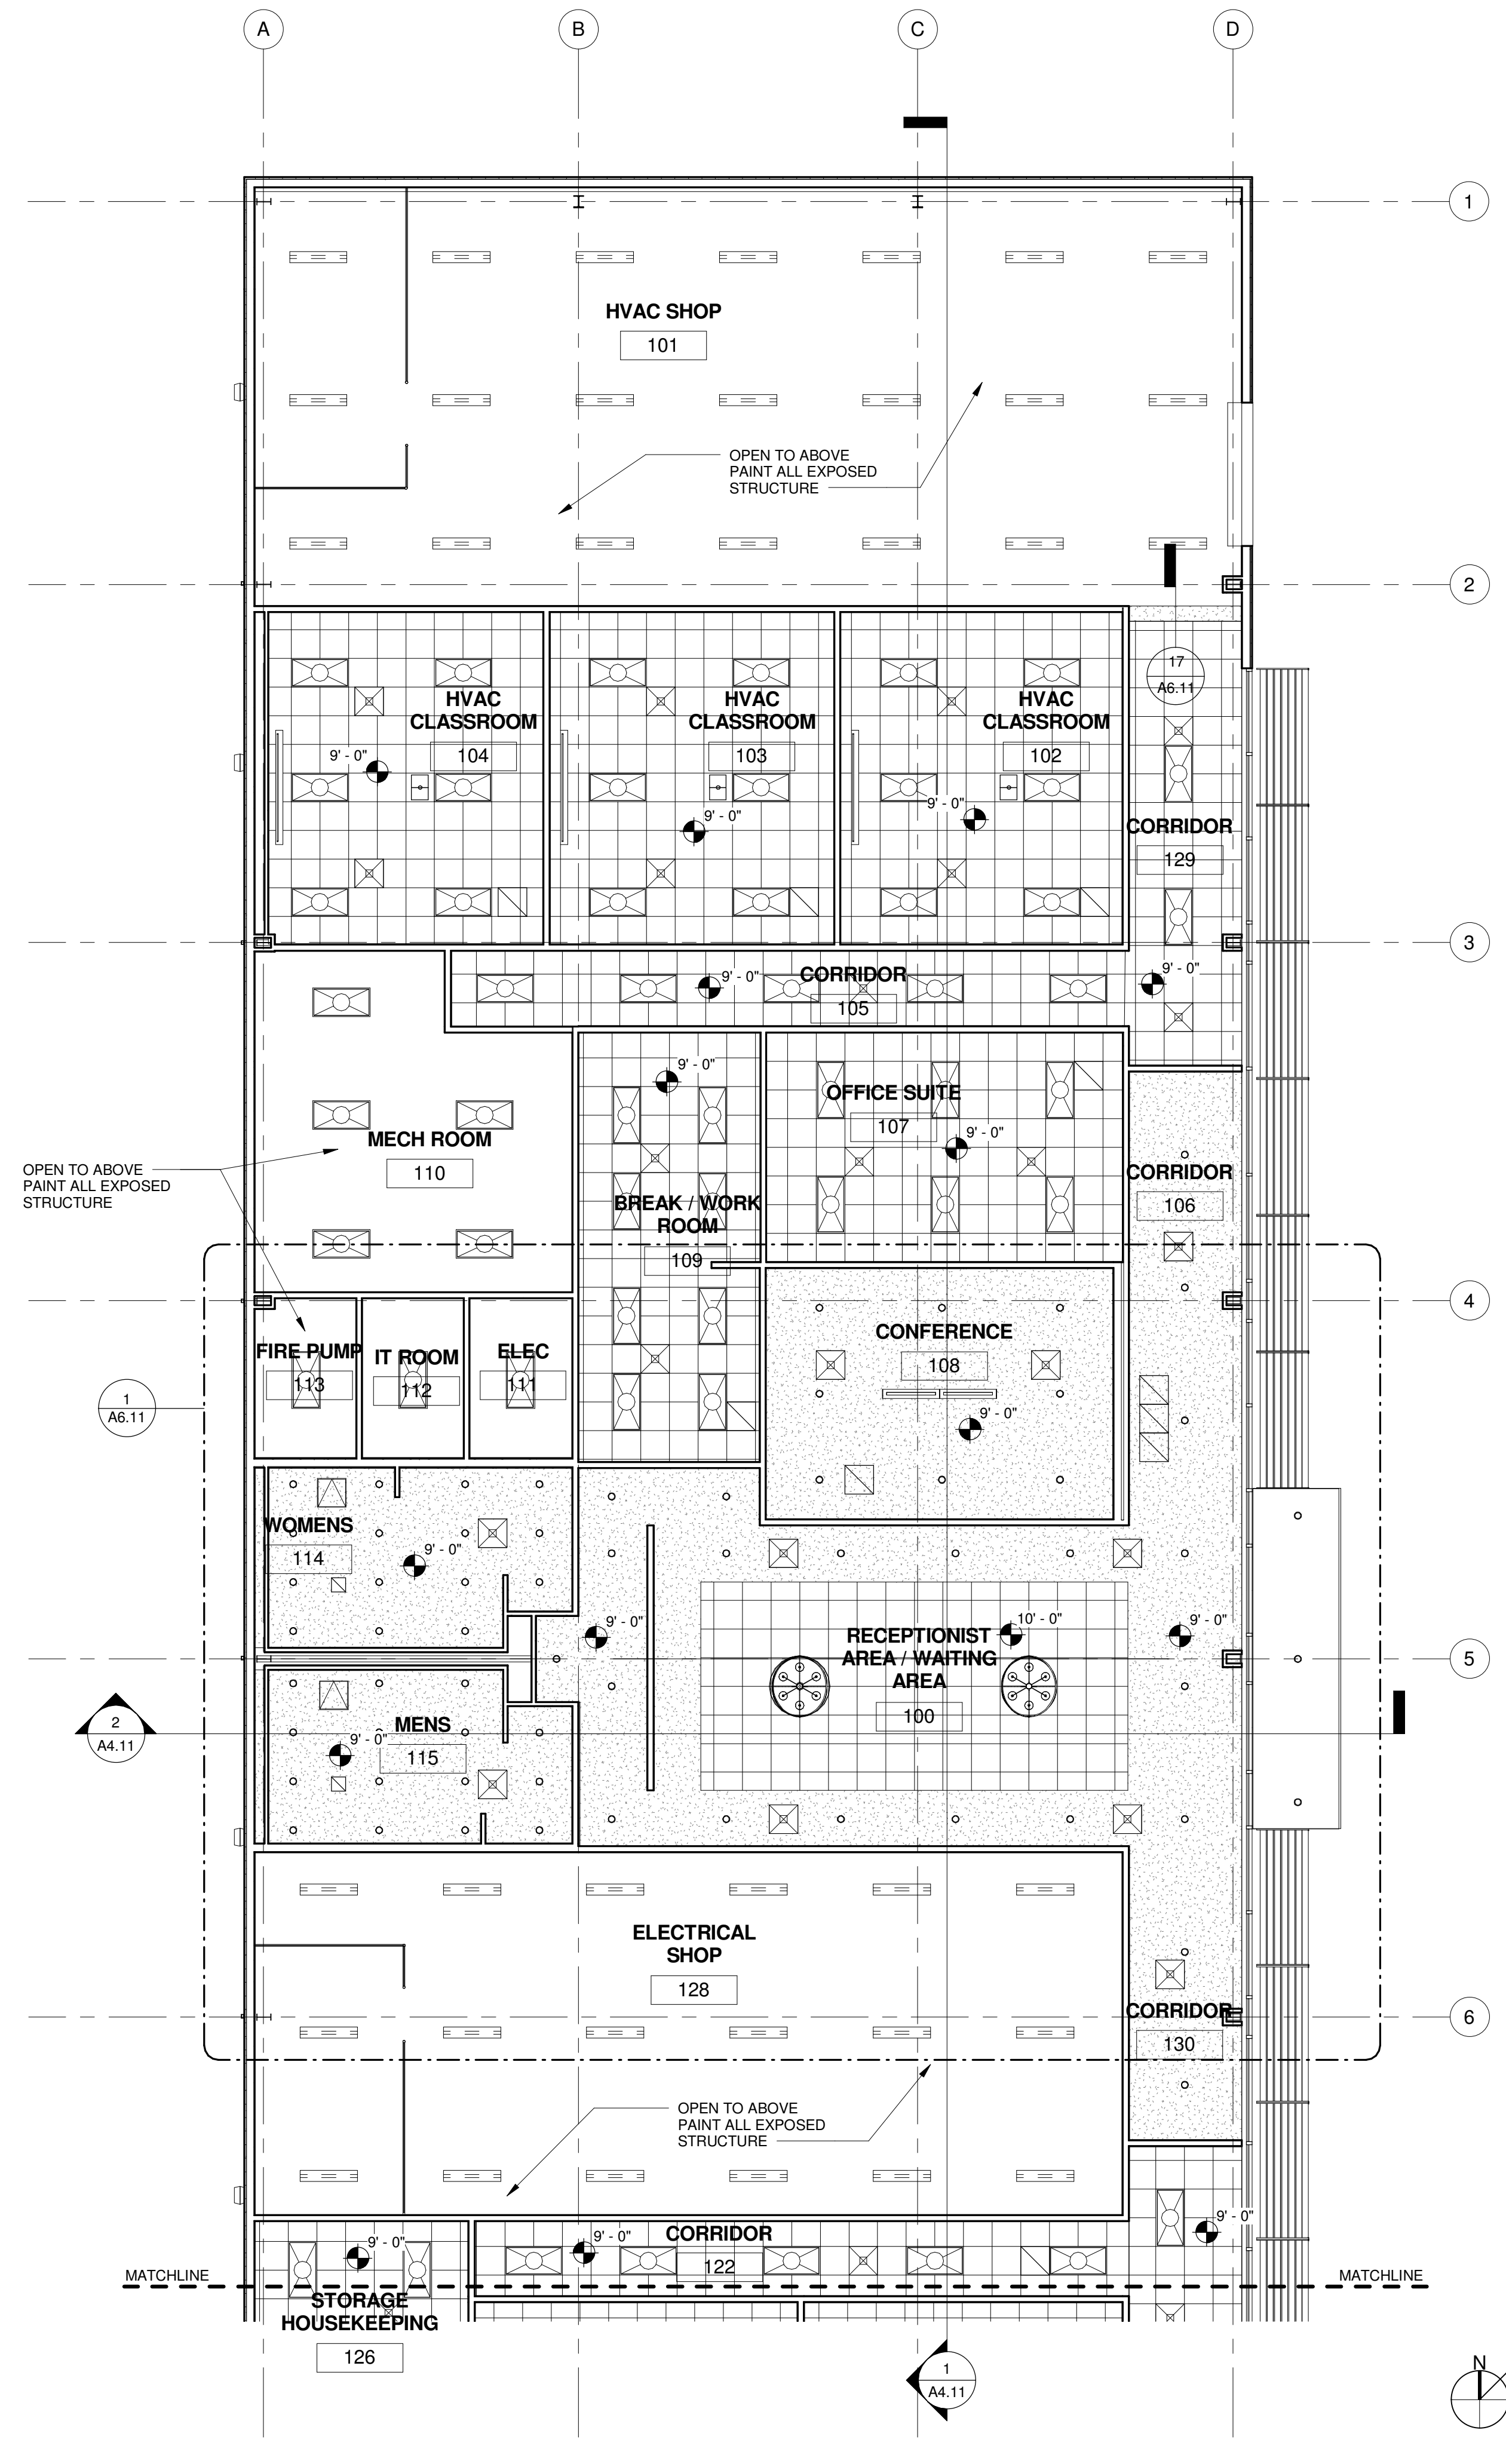 A
B
C
D
1
HVAC SHOP
101
OPEN TO ABOVE
PAINT ALL EXPOSED
STRUCTURE
2
17
A6.11
HVAC
CLASSROOM
104
9' - 0"
HVAC
CLASSROOM
103
9' - 0"
HVAC
CLASSROOM
102
9' - 0"
CORRIDOR
129
3
CORRIDOR
105
9' - 0"
9' - 0"
9' - 0"
OFFICE SUITE
107
9' - 0"
MECH ROOM
110
OPEN TO ABOVE
PAINT ALL EXPOSED
STRUCTURE
CORRIDOR
106
BREAK / WORK
ROOM
109
4
CONFERENCE
108
9' - 0"
FIRE PUMP
113
IT ROOM
112
ELEC
111
1
A6.11
WOMENS
114
9' - 0"
9' - 0"
10' - 0"
9' - 0"
RECEPTIONIST
AREA / WAITING
AREA
100
5
2
A4.11
MENS
115
9' - 0"
ELECTRICAL
SHOP
128
6
CORRIDOR
130
OPEN TO ABOVE
PAINT ALL EXPOSED
STRUCTURE
9' - 0"
CORRIDOR
122
9' - 0"
9' - 0"
MATCHLINE
MATCHLINE
STORAGE
HOUSEKEEPING
126
1
A4.11
N